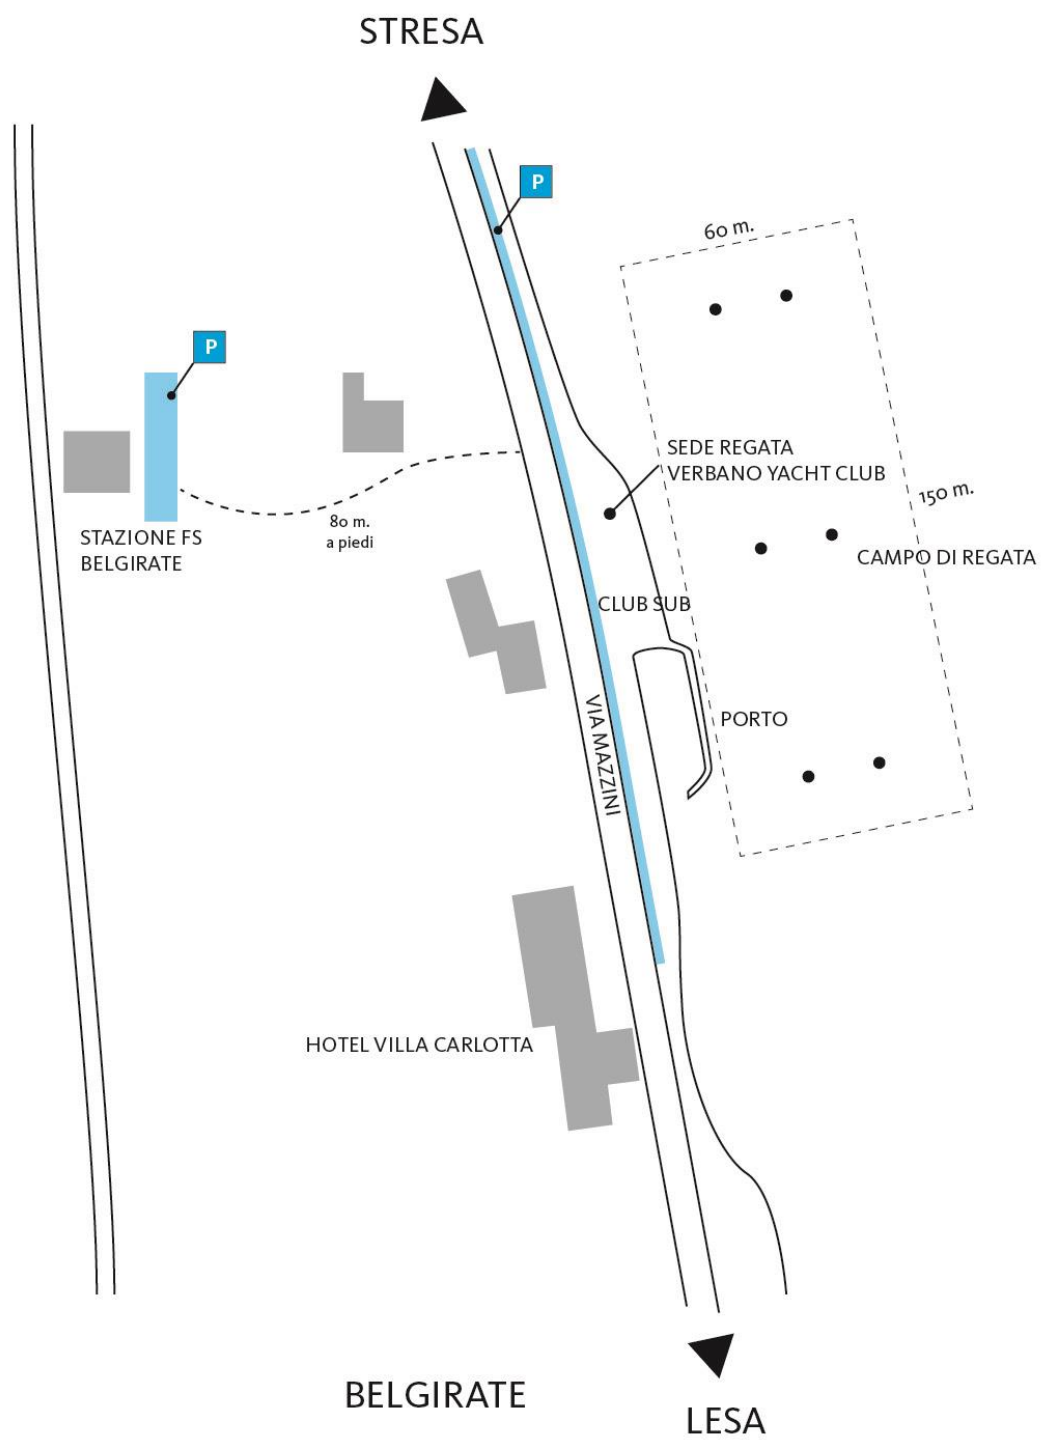 STRESA
P
60 m.
P
SEDE REGATA
VERBANO YACHT CLUB
150 m.
80 m.
a piedi
STAZIONE FS
BELGIRATE
CAMPO DI REGATA
CLUB SUB
PORTO
VIA MAZZINI
HOTEL VILLA CARLOTTA
BELGIRATE
LESA